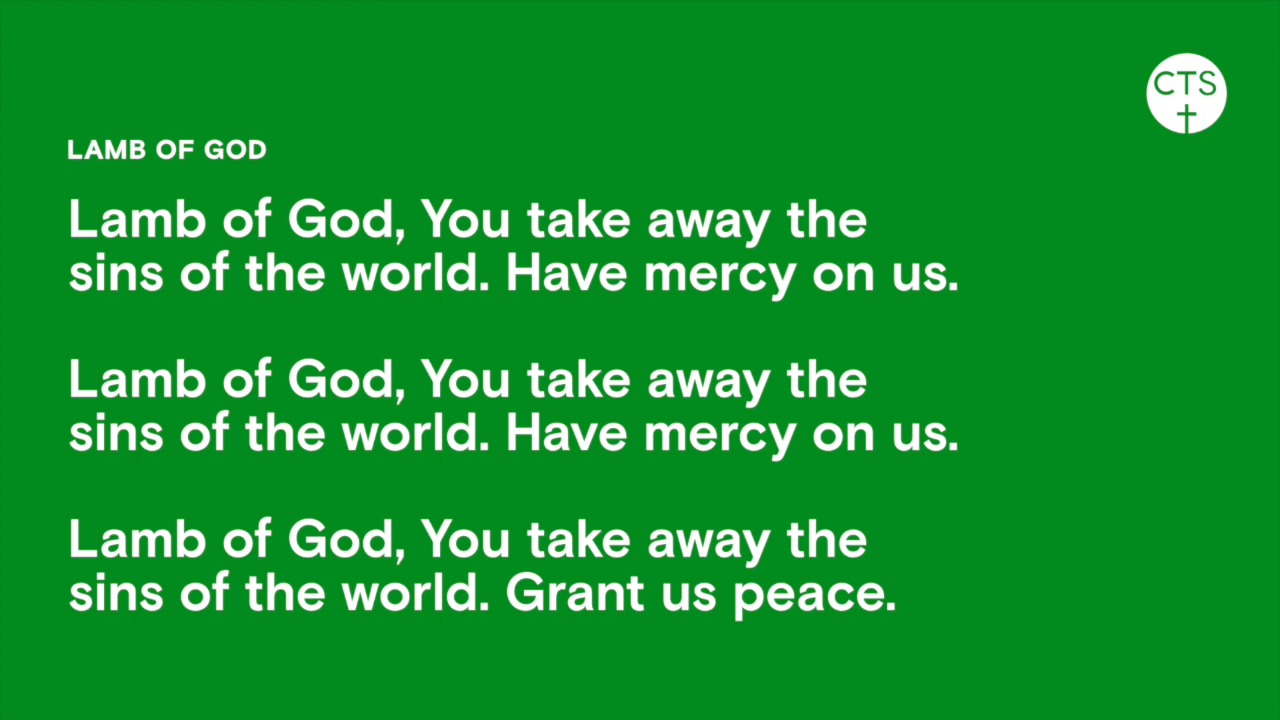 CTS
LAMB OF GOD
Lamb of God, You take away the
sins of the world. Have mercy on us.
Lamb of God, You take away the
sins of the world. Have mercy on us.
Lamb of God, You take away the
sins of the world. Grant us peace.